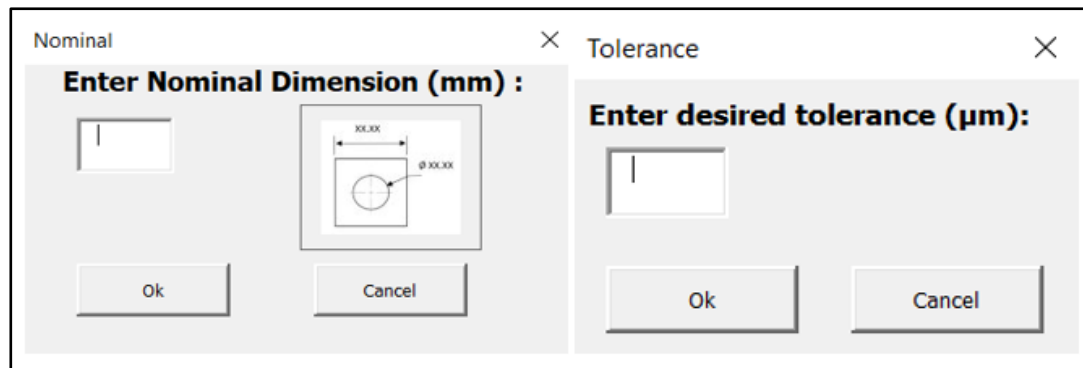 Nominal
Enter Nominal Dimension (mm) :
xx.xx
Ø xx.xx
Ok
Cancel
Tolerance
Enter desired tolerance (µm):
Ok
Cancel